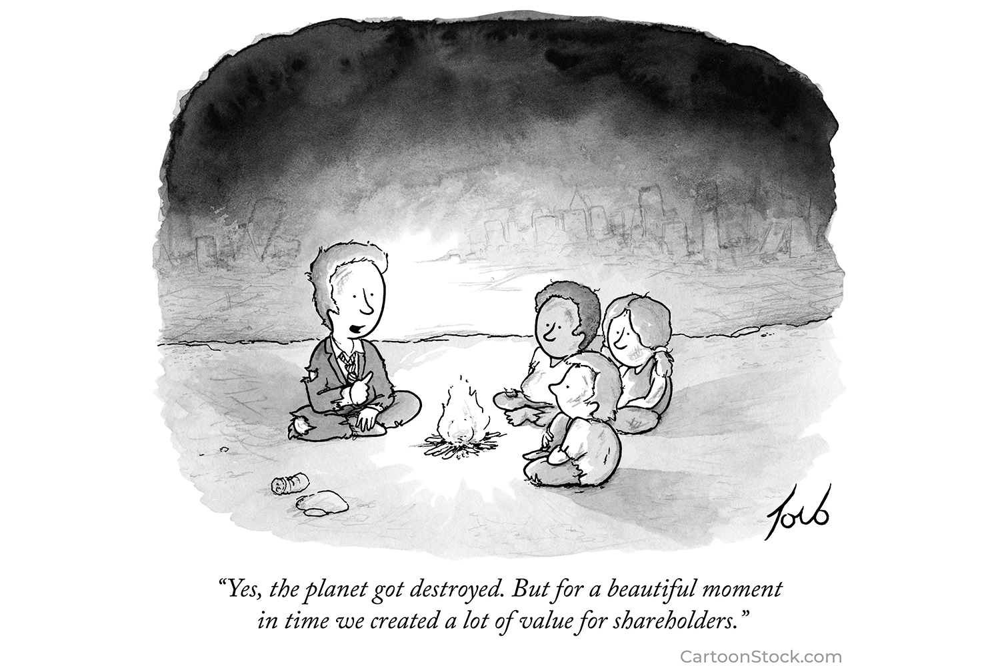 Toro
“Yes, the planet got destroyed. But for a beautiful moment
in time we created a lot of value for shareholders.”
CartoonStock.com